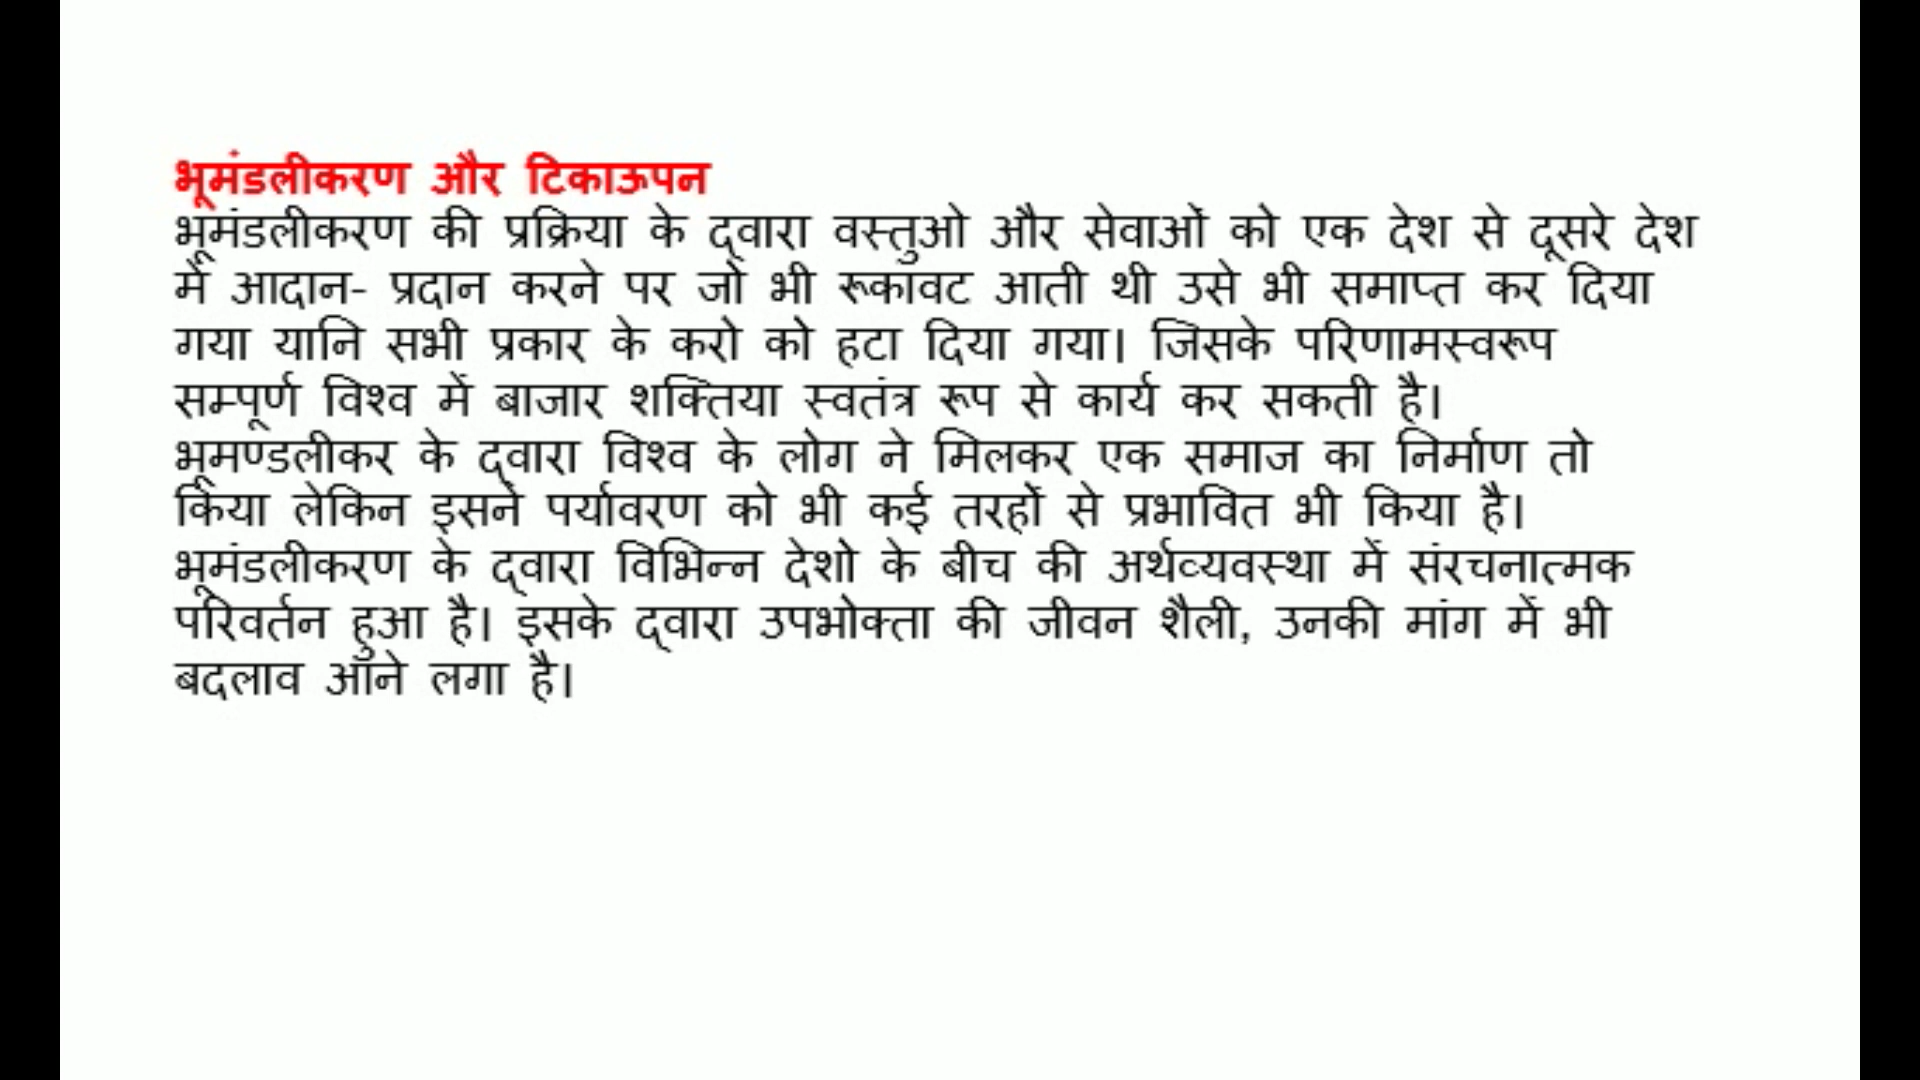 भूमंडलीकरण और टिकाऊपन
भूमंडलीकरण की प्रक्रिया के द्वारा वस्तुओ और सेवाओं को एक देश से दूसरे देश
में आदान- प्रदान करने पर जो भी रूकावट आती थी उसे भी समाप्त कर दिया
गया यानि सभी प्रकार के करो को हटा दिया गया। जिसके परिणामस्वरूप
सम्पूर्ण विश्व में बाजार शक्तिया स्वतंत्र रूप से कार्य कर सकती है।
भूमण्डलीकर के द्वारा विश्व के लोग ने मिलकर एक समाज का निर्माण तो
किया लेकिन इसने पर्यावरण को भी कई तरहों से प्रभावित भी किया है।
भूमंडलीकरण के द्वारा विभिन्न देशो के बीच की अर्थव्यवस्था में संरचनात्मक
परिवर्तन हुआ है। इसके द्वारा उपभोक्ता की जीवन शैली, उनकी मांग में भी
बदलाव आने लगा है।